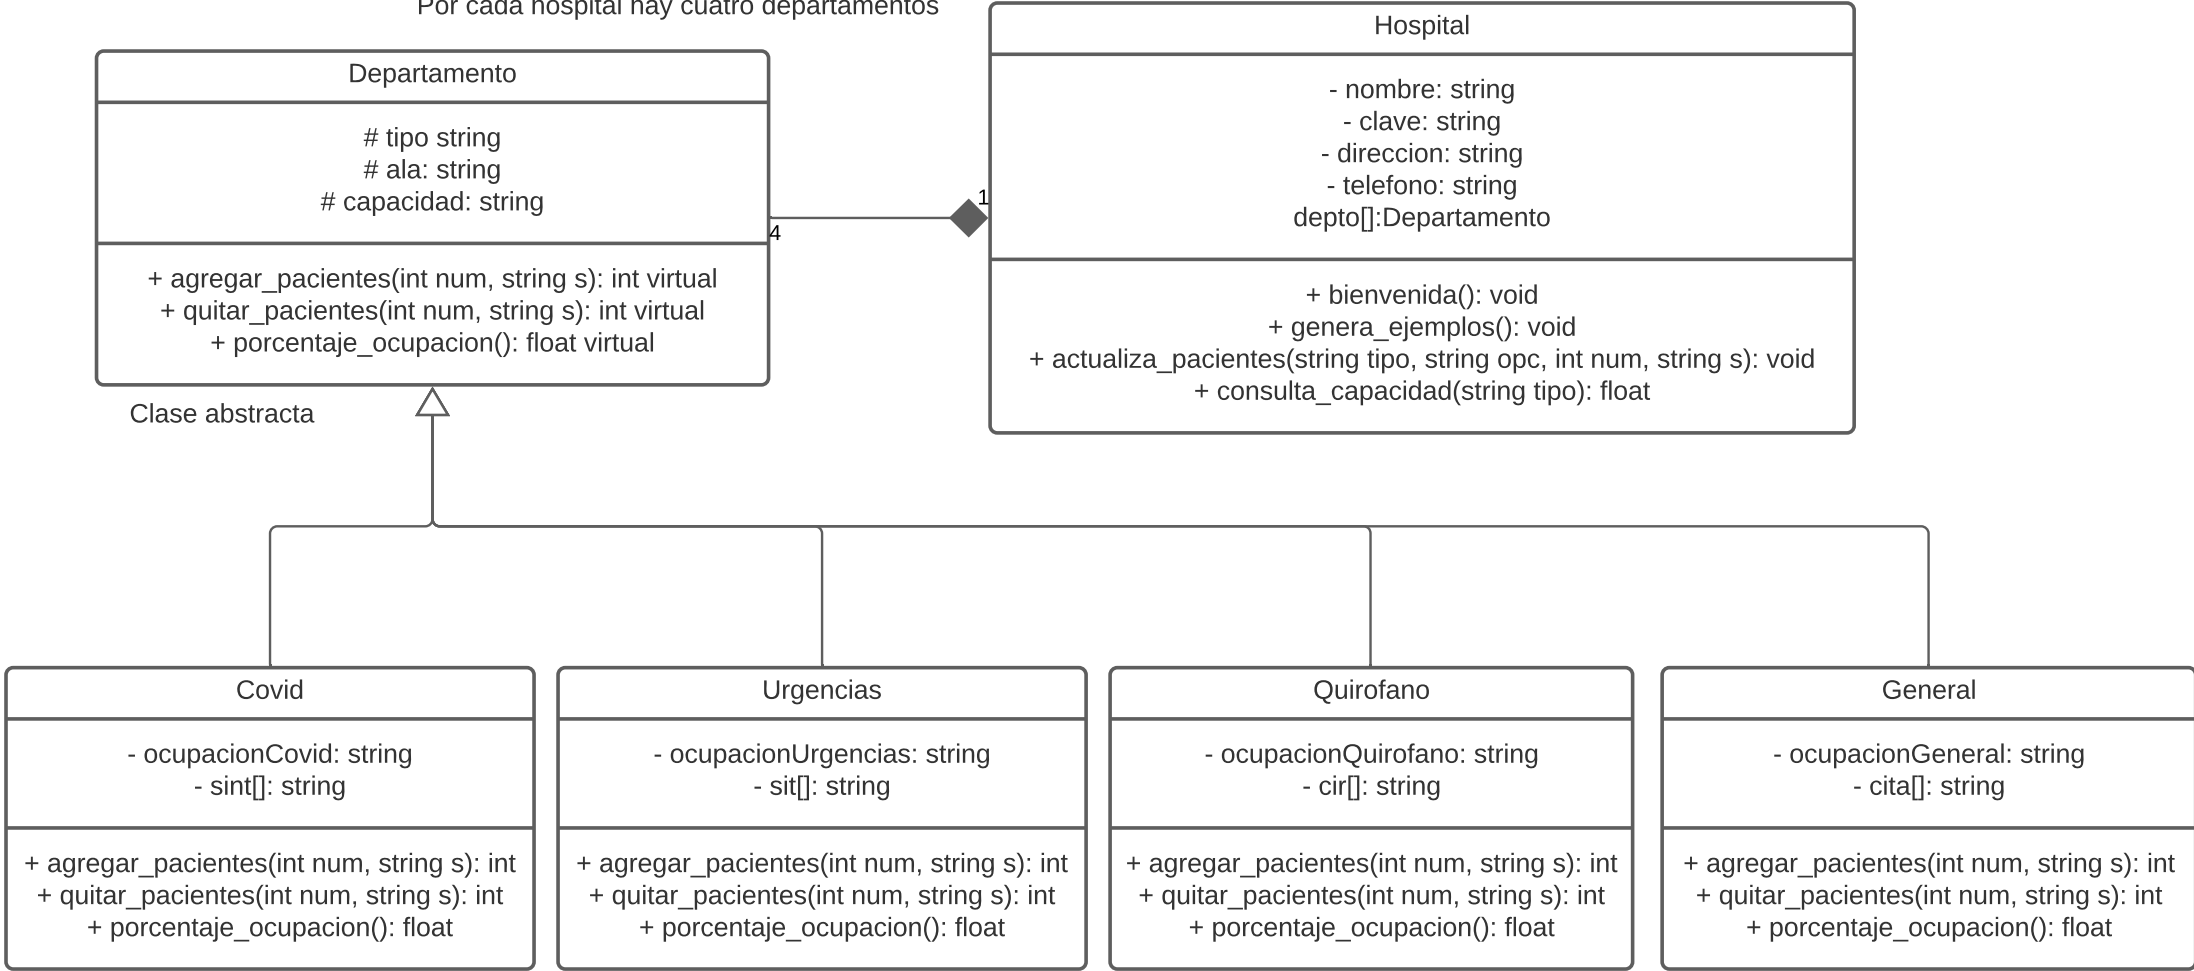 Por cada hospital hay cuatro departamentos
Departamento
# tipo string
# ala: string
# capacidad: string
+ agregar_pacientes(int num, string s): int virtual
+ quitar_pacientes(int num, string s): int virtual
+ porcentaje_ocupacion(): float virtual
Clase abstracta
4
1
Hospital
- nombre: string
- clave: string
- direccion: string
- telefono: string
depto[]:Departamento
+ bienvenida(): void
+ genera_ejemplos(): void
+ actualiza_pacientes(string tipo, string opc, int num, string s): void
+ consulta_capacidad(string tipo): float
Covid
- ocupacionCovid: string
- sint[]: string
+ agregar_pacientes(int num, string s): int
+ quitar_pacientes(int num, string s): int
+ porcentaje_ocupacion(): float
Urgencias
- ocupacionUrgencias: string
- sit[]: string
+ agregar_pacientes(int num, string s): int
+ quitar_pacientes(int num, string s): int
+ porcentaje_ocupacion(): float
Quirofano
- ocupacionQuirofano: string
- cir[]: string
+ agregar_pacientes(int num, string s): int
+ quitar_pacientes(int num, string s): int
+ porcentaje_ocupacion(): float
General
- ocupacionGeneral: string
- cita[]: string
+ agregar_pacientes(int num, string s): int
+ quitar_pacientes(int num, string s): int
+ porcentaje_ocupacion(): float